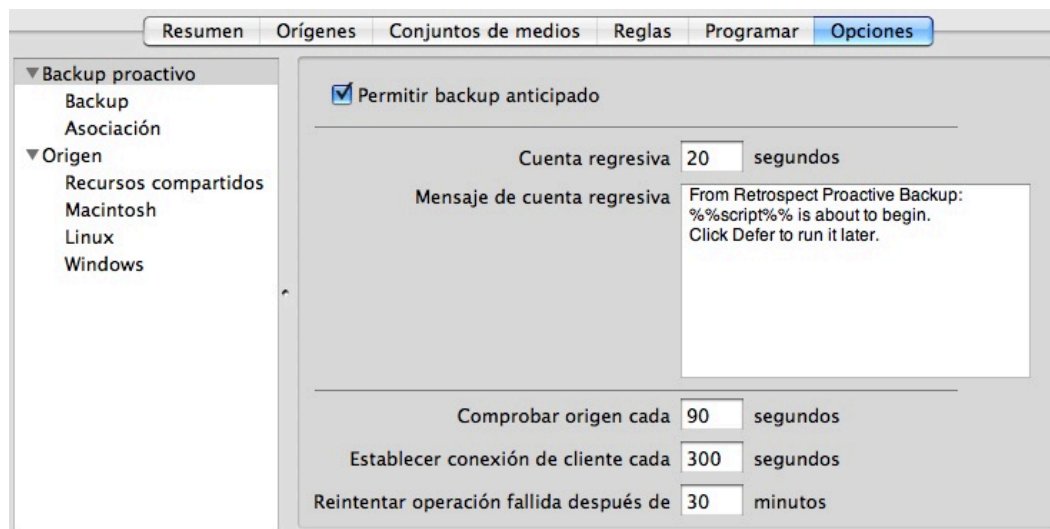 Resumen Orígenes Conjuntos de medios Reglas Programar Opciones
Backup proactivo
Backup
Asociación
Origen
Recursos compartidos
Macintosh
Linux
Windows
Permitir backup anticipado
Cuenta regresiva 20 segundos
Mensaje de cuenta regresiva
From Retrospect Proactive Backup:
%%script%% is about to begin.
Click Defer to run it later.
Comprobar origen cada 90 segundos
Establecer conexión de cliente cada 300 segundos
Reintentar operación fallida después de 30 minutos